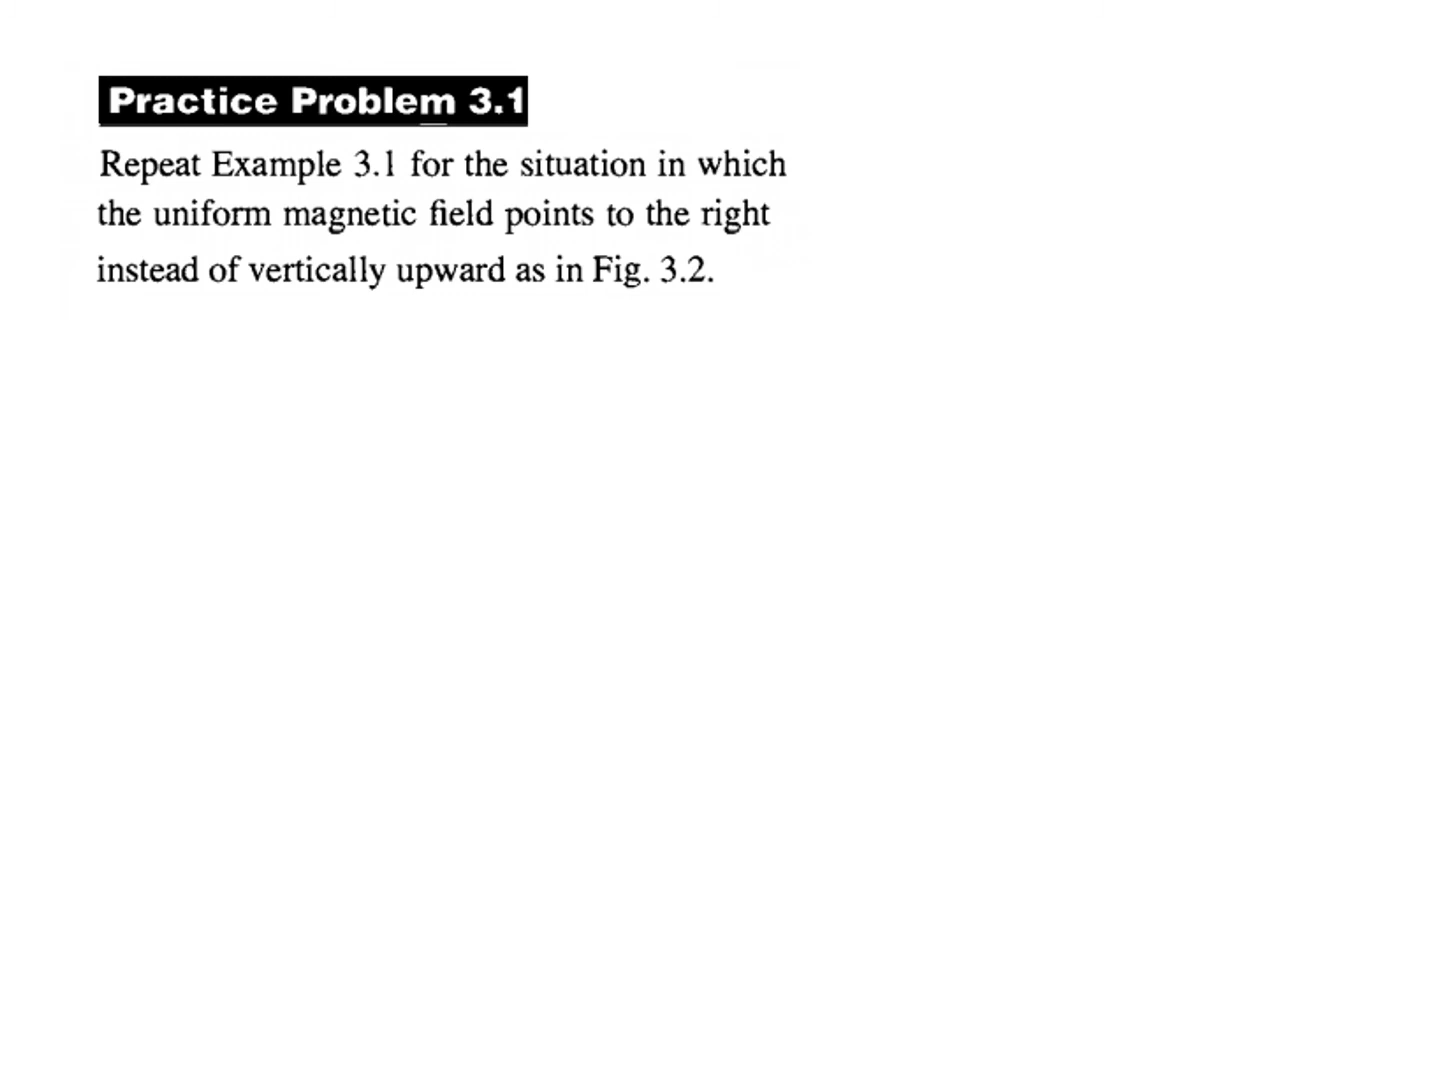 Practice Problem 3.1
Repeat Example 3.1 for the situation in which
the uniform magnetic field points to the right
instead of vertically upward as in Fig. 3.2.